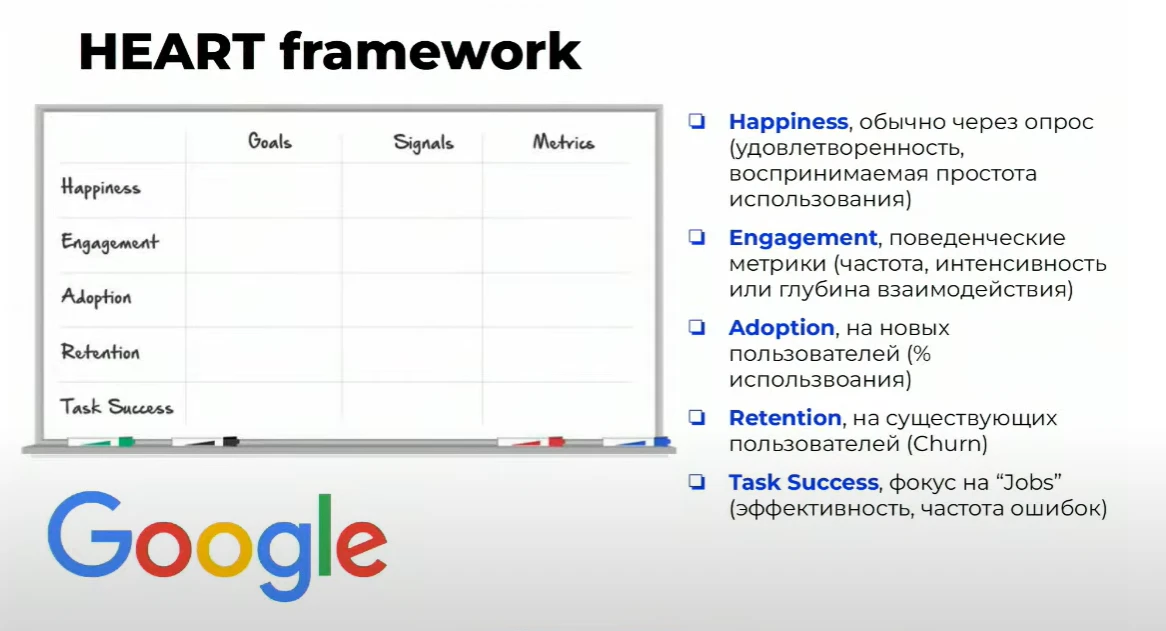 HEART framework
Goals Signals Metrics
Happiness
Engagement
Adoption
Retention
Task Success
Google
Happiness, обычно через опрос
(удовлетворенность,
воспринимаемая простота
использования)
Engagement, поведенческие
метрики (частота, интенсивность
или глубина взаимодействия)
Adoption, на новых
пользователей (%
использвоания)
Retention, на существующих
пользователей (Churn)
Task Success, фокус на “Jobs”
(эффективность, частота ошибок)